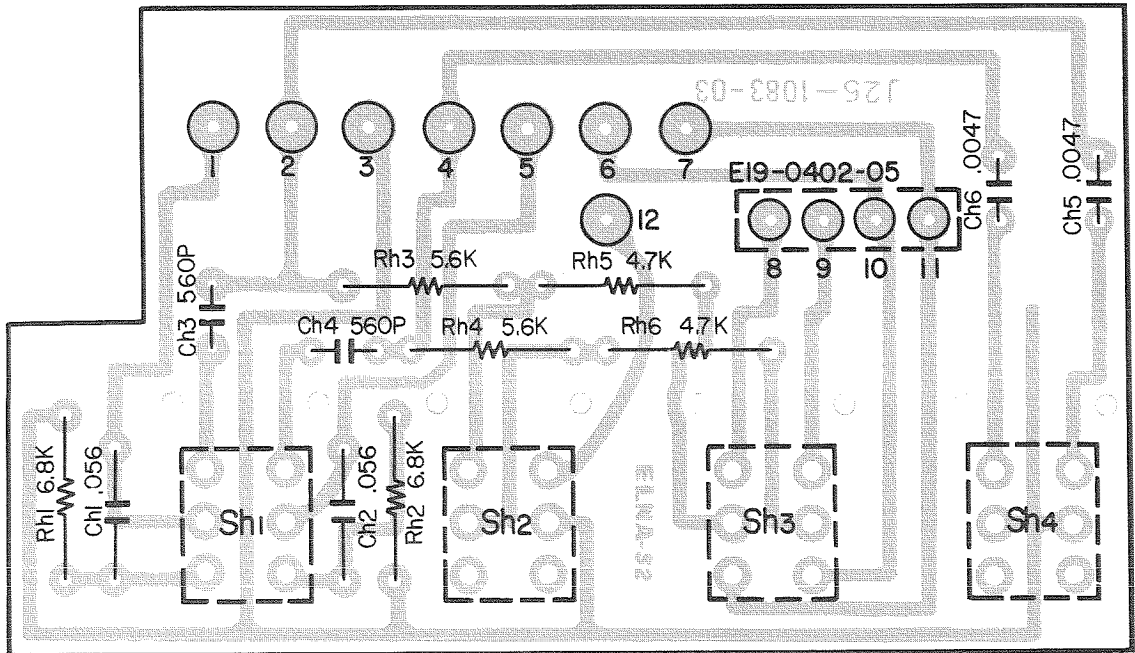 J25-1083-03
1 2 3 4 5 6 7
E19-0402-05
12
8 9 10 11
Ch6 .0047
Ch5 .0047
Rh3 5.6K
Rh5 4.7K
Ch3 560P
Ch4 560P
Rh4 5.6K
Rh6 4.7K
Rh1 6.8K
Ch1 .056
Sh1
Ch2 .056
Rh2 6.8K
Sh2
ELNA-S2
Sh3
Sh4